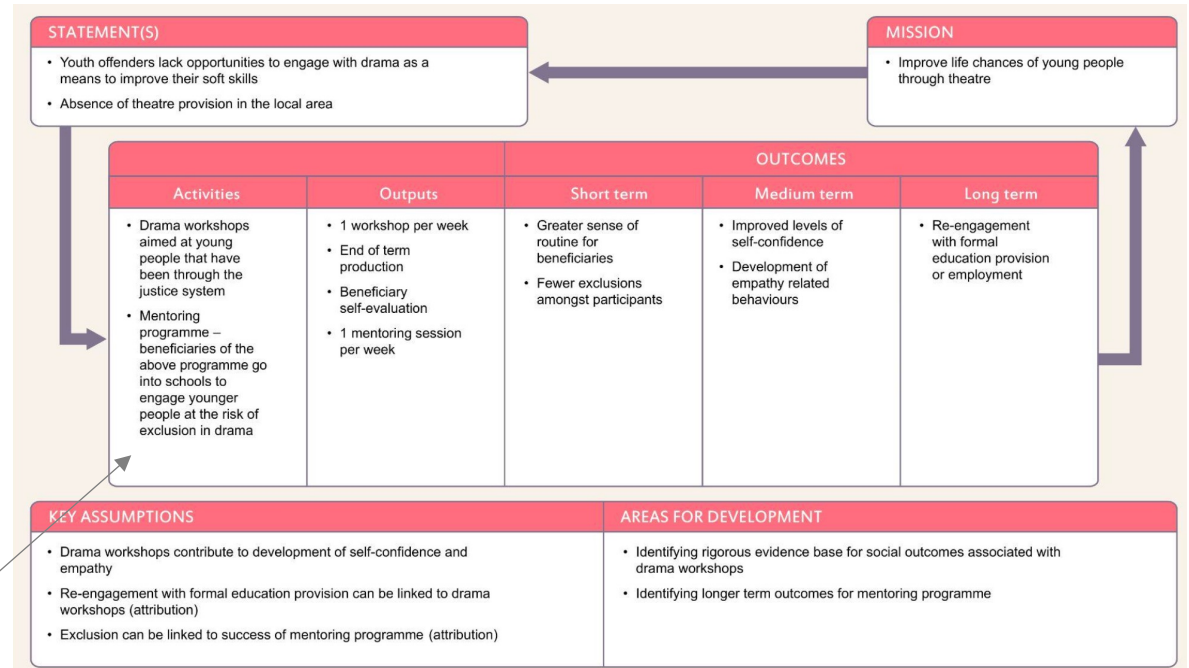 STATEMENT(S)
• Youth offenders lack opportunities to engage with drama as a
means to improve their soft skills
• Absence of theatre provision in the local area
MISSION
• Improve life chances of young people
through theatre
OUTCOMES
Activities
Outputs
Short term
Medium term
Long term
• Drama workshops
aimed at young
people that have
been through the
justice system
• Mentoring
programme –
beneficiaries of the
above programme go
into schools to
engage younger
people at the risk of
exclusion in drama
• 1 workshop per week
• End of term
production
• Beneficiary
self-evaluation
• 1 mentoring session
per week
• Greater sense of
routine for
beneficiaries
• Fewer exclusions
amongst participants
• Improved levels of
self-confidence
• Development of
empathy related
behaviours
• Re-engagement
with formal
education provision
or employment
KEY ASSUMPTIONS
• Drama workshops contribute to development of self-confidence and
empathy
• Re-engagement with formal education provision can be linked to drama
workshops (attribution)
• Exclusion can be linked to success of mentoring programme (attribution)
AREAS FOR DEVELOPMENT
• Identifying rigorous evidence base for social outcomes associated with
drama workshops
• Identifying longer term outcomes for mentoring programme